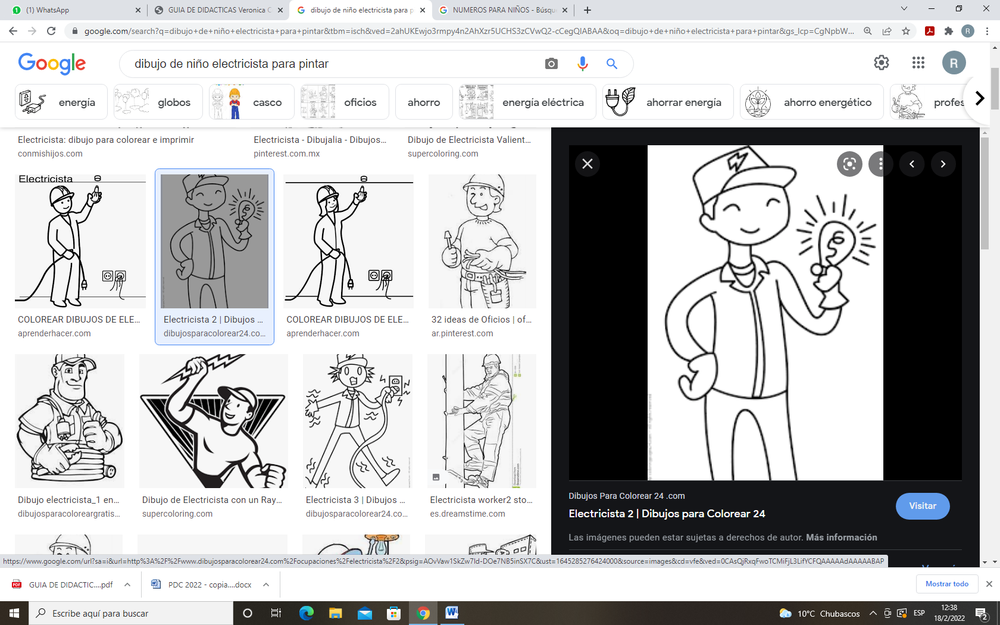 (1) WhatsApp
GUIA DE DIDACTICAS Veronica C
dibujo de niño electricista para p
NUMEROS PARA NIÑOS - Búsqu
google.com/search?q=dibujo+de+niño+electricista+para+pintar&tbm=isch&ved=2ahUKEwjo3rmpy4n2AhXzr5UCHS3zCVwQ2-cCegQIABAA&oq=dibujo+de+niño+electricista+para+pintar&gs_lcp=CgNpbW...
R
Google
dibujo de niño electricista para pintar
R
energía
globos
casco
oficios
ahorro
energía eléctrica
ahorrar energía
ahorro energético
profes
Electricista: dibujo para colorear e imprimir
conmishijos.com
Electricista - Dibujalia - Dibujos...
pinterest.com.mx
Dibujo de Electricista Valient...
supercoloring.com
Electricista
COLOREAR DIBUJOS DE ELE...
aprenderhacer.com
Electricista 2 | Dibujos ...
dibujosparacolorear24.co...
COLOREAR DIBUJOS DE ELE...
aprenderhacer.com
32 ideas de Oficios | of...
ar.pinterest.com
Dibujo electricista_1 en...
dibujosparacoloreargratis...
Dibujo de Electricista con un Ray...
supercoloring.com
Electricista 3 | Dibujos ...
dibujosparacolorear24.co...
Electricista worker2 sto...
es.dreamstime.com
Dibujos Para Colorear 24 .com
Electricista 2 | Dibujos para Colorear 24
Visitar
Las imágenes pueden estar sujetas a derechos de autor. Más información
https://www.google.com/url?sa=i&url=http%3A%2F%2Fwww.dibujosparacolorear24.com%2Focupaciones%2Felectricista%2F2&psig=AOvVaw1SkZw7Id-DOe7NB5inSX7C&ust=1645285276424000&source=images&cd=vfe&ved=0CAsQjRxqFwoTCMiFjL3LifYCFQAAAAAdAAAAABAP
GUIA DE DIDACTIC....pdf
PDC 2022 - copia....docx
Mostrar todo
Escribe aquí para buscar
10°C Chubascos
ESP
12:38
18/2/2022
2